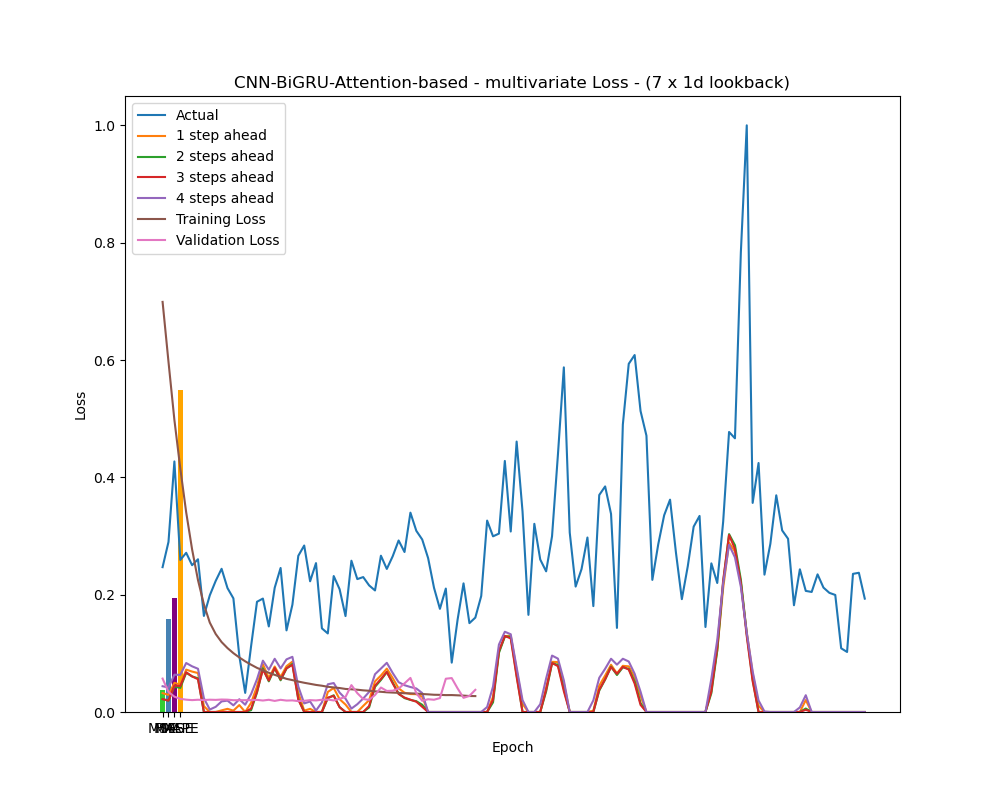 CNN-BiGRU-Attention-based - multivariate Loss - (7 x 1d lookback)
Actual
1 step ahead
2 steps ahead
3 steps ahead
4 steps ahead
Training Loss
Validation Loss
1.0
0.8
0.6
0.4
0.2
0.0
Loss
Epoch